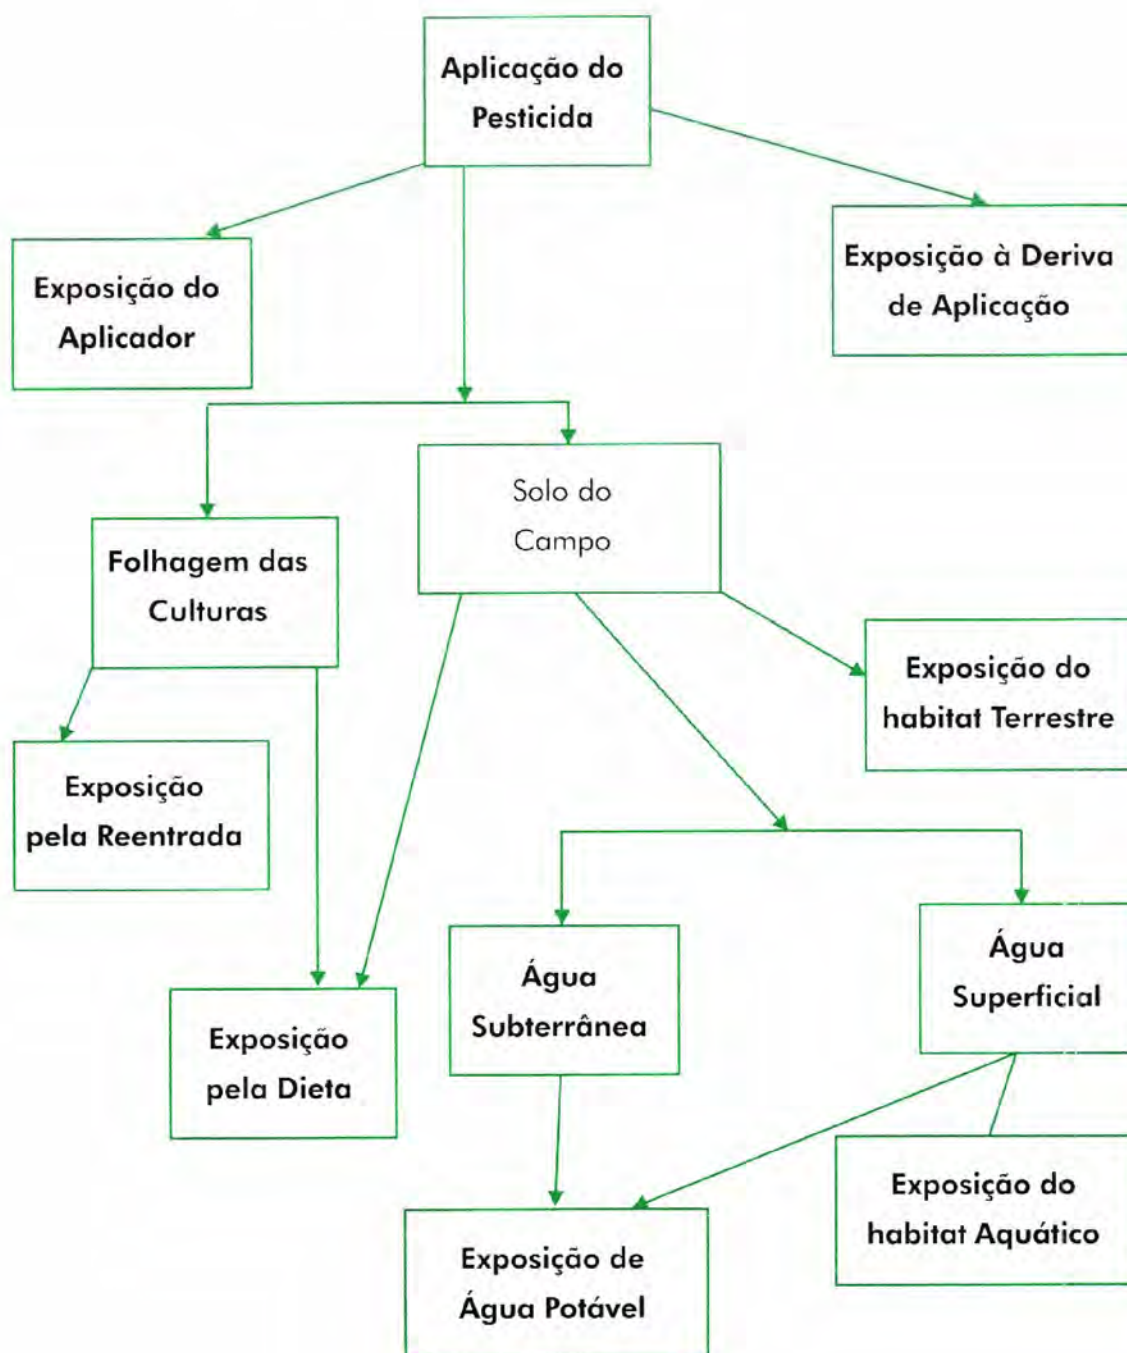 Aplicação do
Pesticida
Exposição do
Aplicador
Exposição à Deriva
de Aplicação
Solo do
Campo
Folhagem das
Culturas
Exposição do
habitat Terrestre
Exposição
pela Reentrada
Água
Subterrânea
Água
Superficial
Exposição
pela Dieta
Exposição do
habitat Aquático
Exposição de
Água Potável